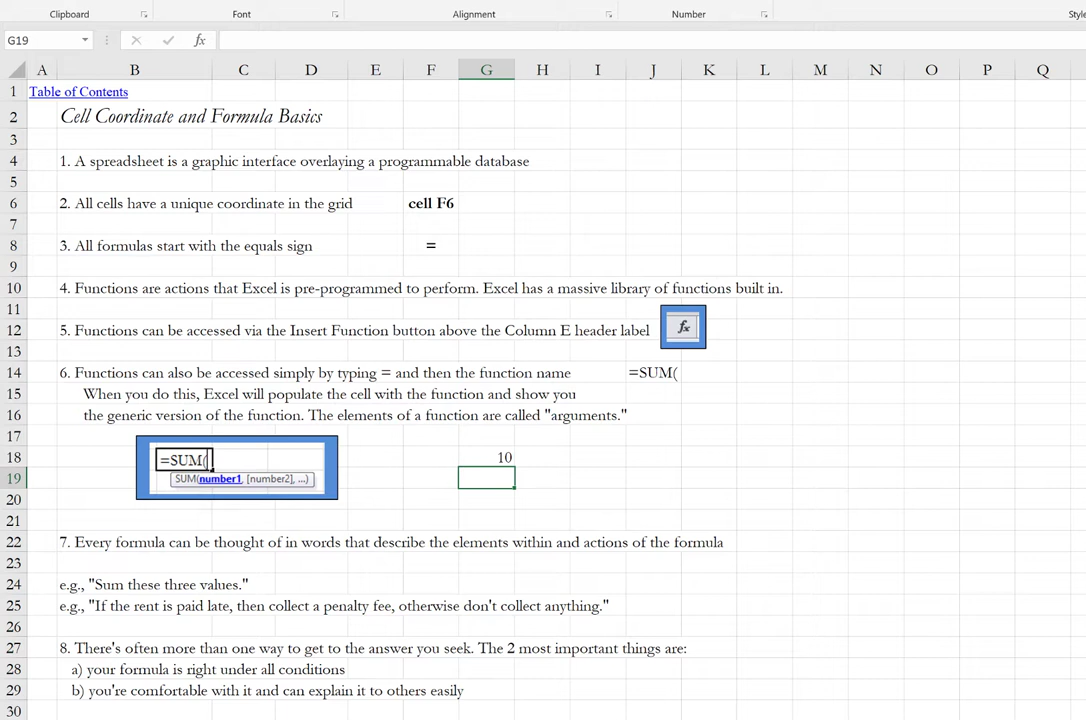 Clipboard Font Alignment Number Style
G19 fx
A B C D E F G H I J K L M N O P Q
1 Table of Contents
2 Cell Coordinate and Formula Basics
3
4 1. A spreadsheet is a graphic interface overlaying a programmable database
5
6 2. All cells have a unique coordinate in the grid cell F6
7
8 3. All formulas start with the equals sign =
9
10 4. Functions are actions that Excel is pre-programmed to perform. Excel has a massive library of functions built in.
11
12 5. Functions can be accessed via the Insert Function button above the Column E header label fx
13
14 6. Functions can also be accessed simply by typing = and then the function name =SUM(
15 When you do this, Excel will populate the cell with the function and show you
16 the generic version of the function. The elements of a function are called "arguments."
17
18 =SUM( 10
19 SUM(number1, [number2], ...)
20
21
22 7. Every formula can be thought of in words that describe the elements within and actions of the formula
23
24 e.g., "Sum these three values."
25 e.g., "If the rent is paid late, then collect a penalty fee, otherwise don't collect anything."
26
27 8. There's often more than one way to get to the answer you seek. The 2 most important things are:
28 a) your formula is right under all conditions
29 b) you're comfortable with it and can explain it to others easily
30